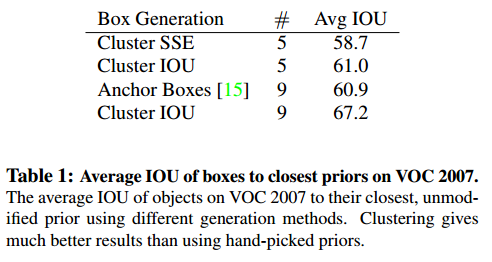 Box Generation # Avg IOU
Cluster SSE 5 58.7
Cluster IOU 5 61.0
Anchor Boxes [15] 9 60.9
Cluster IOU 9 67.2
Table 1: Average IOU of boxes to closest priors on VOC 2007.
The average IOU of objects on VOC 2007 to their closest, unmod-
ified prior using different generation methods. Clustering gives
much better results than using hand-picked priors.